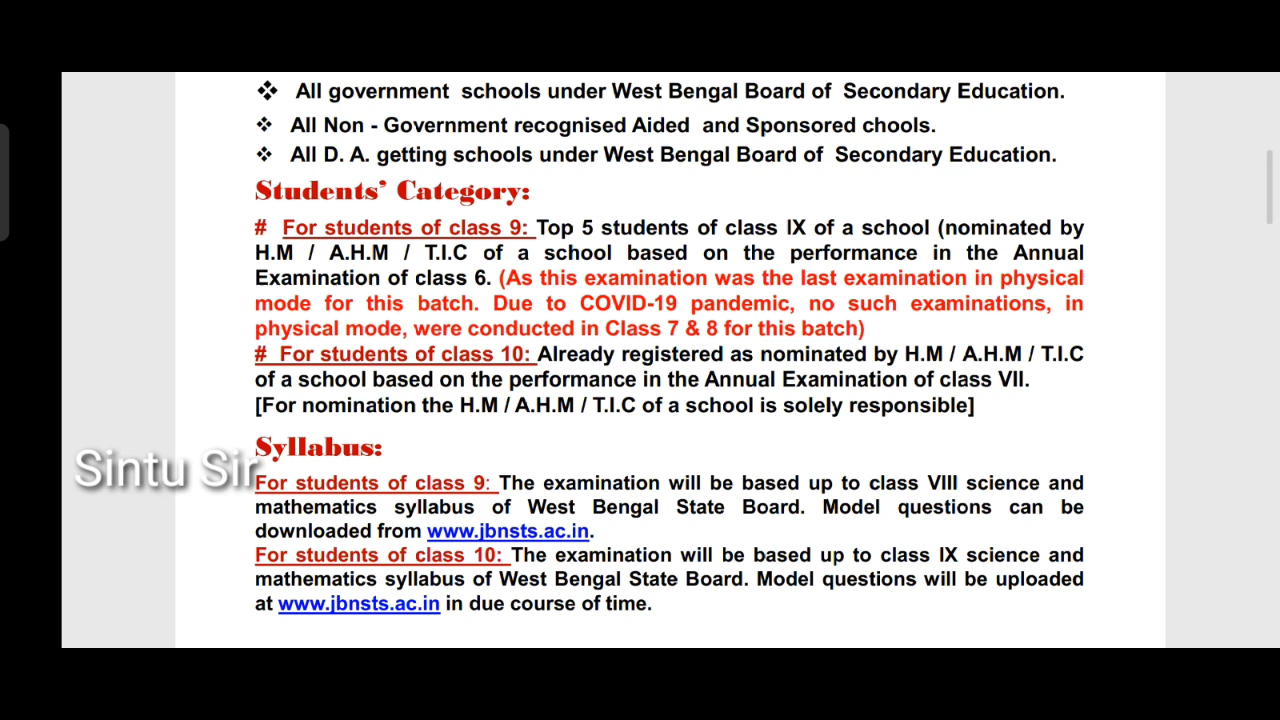 ❖ All government schools under West Bengal Board of Secondary Education.
❖ All Non - Government recognised Aided and Sponsored chools.
❖ All D. A. getting schools under West Bengal Board of Secondary Education.
Students' Category:
# For students of class 9: Top 5 students of class IX of a school (nominated by
H.M / A.H.M / T.I.C of a school based on the performance in the Annual
Examination of class 6. (As this examination was the last examination in physical
mode for this batch. Due to COVID-19 pandemic, no such examinations, in
physical mode, were conducted in Class 7 & 8 for this batch)
# For students of class 10: Already registered as nominated by H.M / A.H.M / T.I.C
of a school based on the performance in the Annual Examination of class VII.
[For nomination the H.M / A.H.M / T.I.C of a school is solely responsible]
Syllabus:
Sintu Sir
For students of class 9: The examination will be based up to class VIII science and
mathematics syllabus of West Bengal State Board. Model questions can be
downloaded from www.jbnsts.ac.in.
For students of class 10: The examination will be based up to class IX science and
mathematics syllabus of West Bengal State Board. Model questions will be uploaded
at www.jbnsts.ac.in in due course of time.